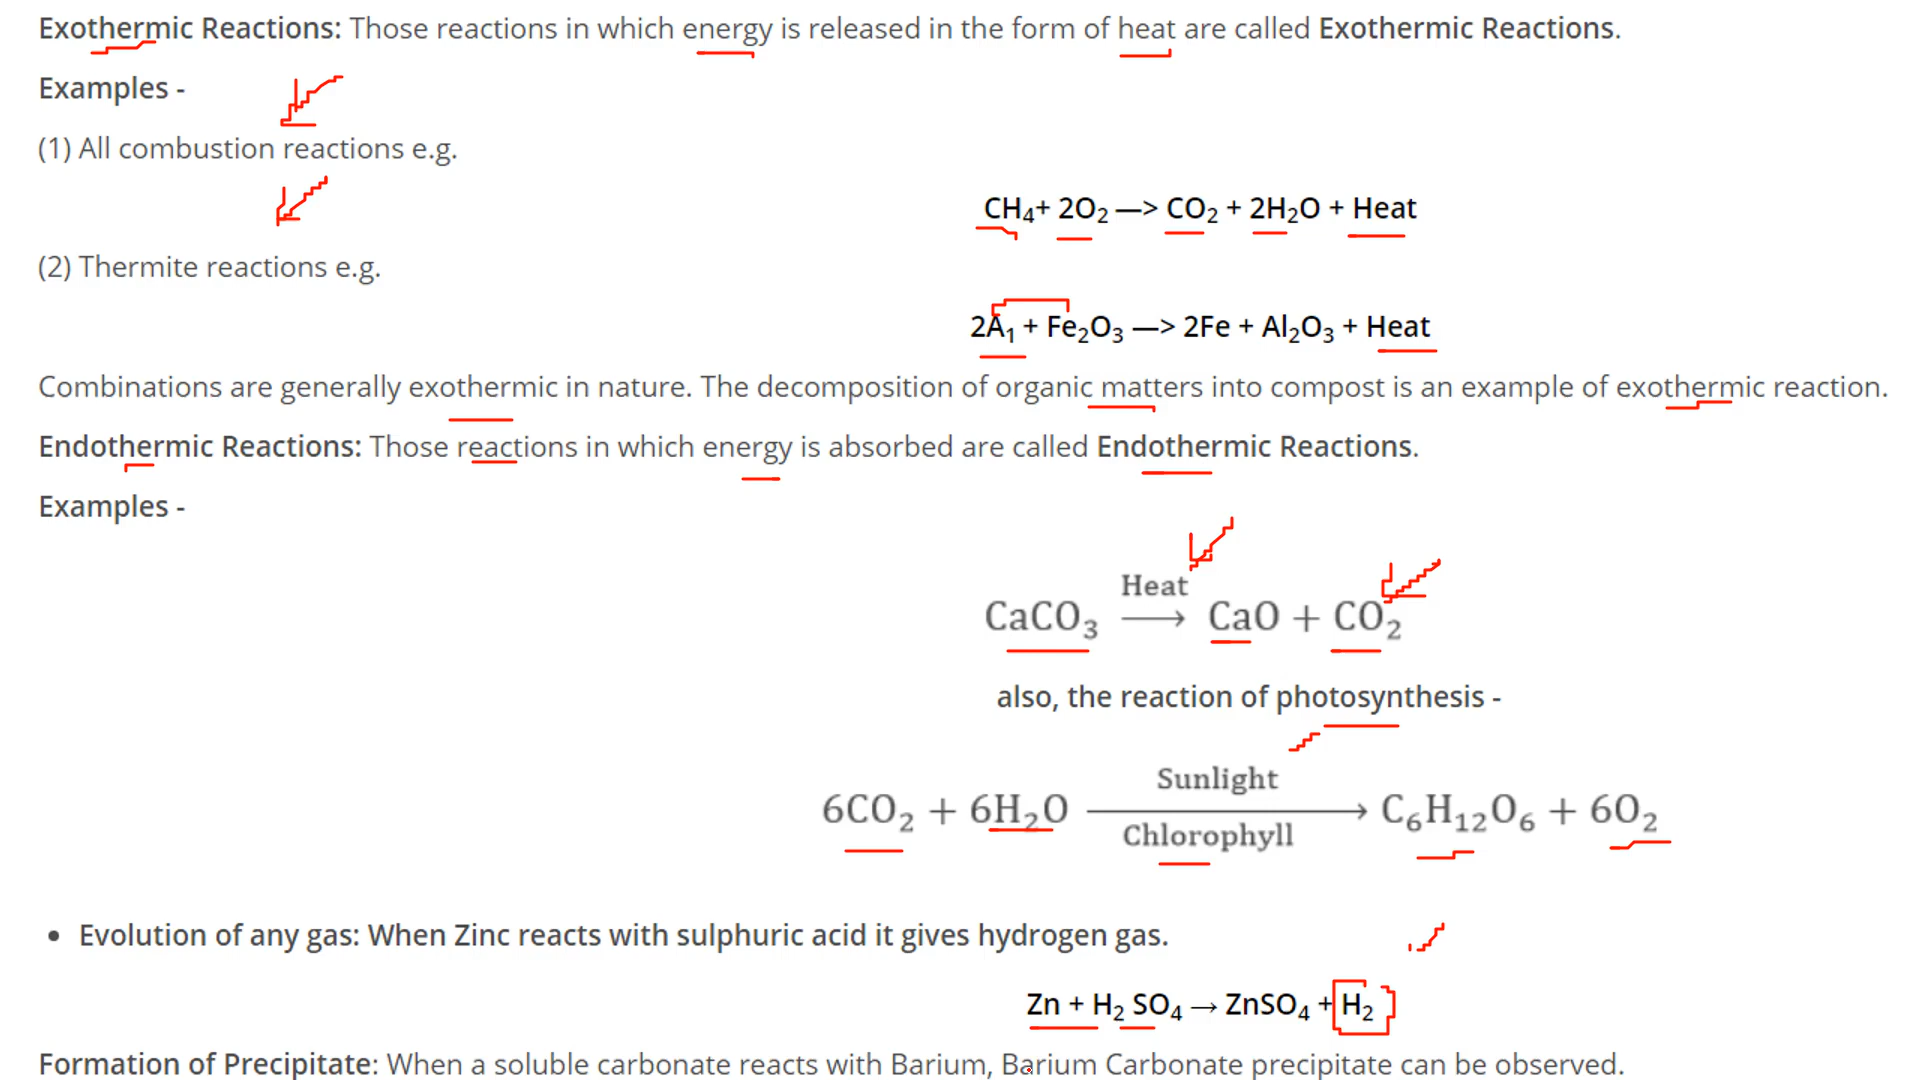 Exothermic Reactions: Those reactions in which energy is released in the form of heat are called Exothermic Reactions.
Examples -
(1) All combustion reactions e.g.
CH₄+ 2O₂ —> CO₂ + 2H₂O + Heat
(2) Thermite reactions e.g.
2A₁ + Fe₂O₃ —> 2Fe + Al₂O₃ + Heat
Combinations are generally exothermic in nature. The decomposition of organic matters into compost is an example of exothermic reaction.
Endothermic Reactions: Those reactions in which energy is absorbed are called Endothermic Reactions.
Examples -
Heat
CaCO₃ ⟶ CaO + CO₂
also, the reaction of photosynthesis -
Sunlight
6CO₂ + 6H₂O ⟶ C₆H₁₂O₆ + 6O₂
Chlorophyll
• Evolution of any gas: When Zinc reacts with sulphuric acid it gives hydrogen gas.
Zn + H₂ SO₄ → ZnSO₄ + H₂
Formation of Precipitate: When a soluble carbonate reacts with Barium, Barium Carbonate precipitate can be observed.